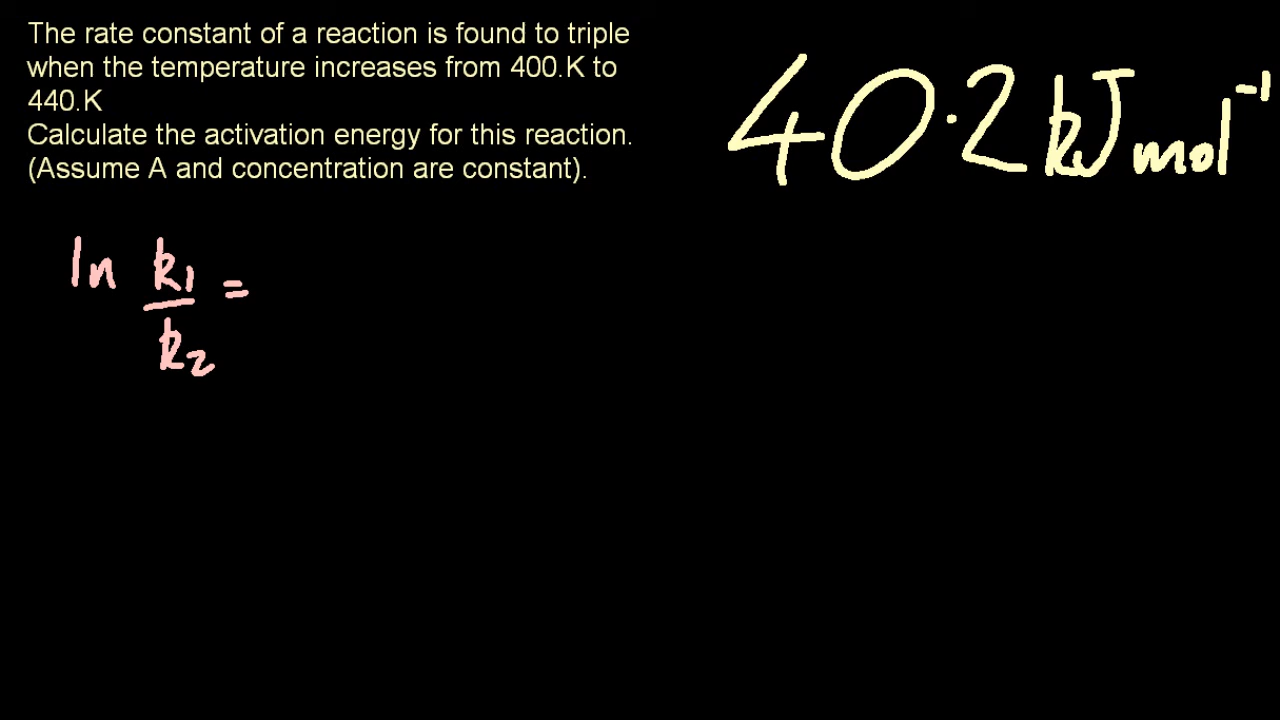 The rate constant of a reaction is found to triple
when the temperature increases from 400.K to
440.K
Calculate the activation energy for this reaction.
(Assume A and concentration are constant).
40.2 kJ mol⁻¹
ln k1 =
k2